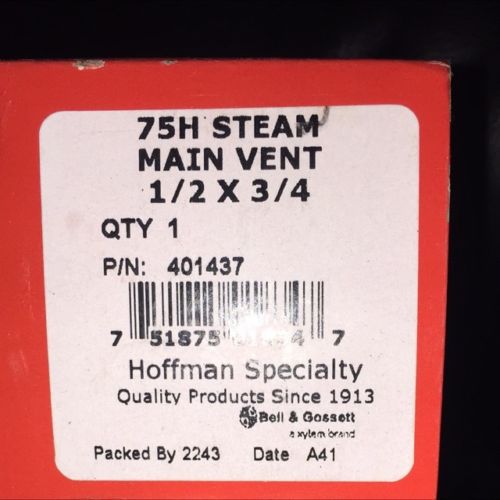 75H STEAM
MAIN VENT
1/2 X 3/4
QTY 1
P/N: 401437
7 51875 7
Hoffman Specialty
Quality Products Since 1913
Bell & Gossett
a xylem brand
Packed By 2243 Date A41